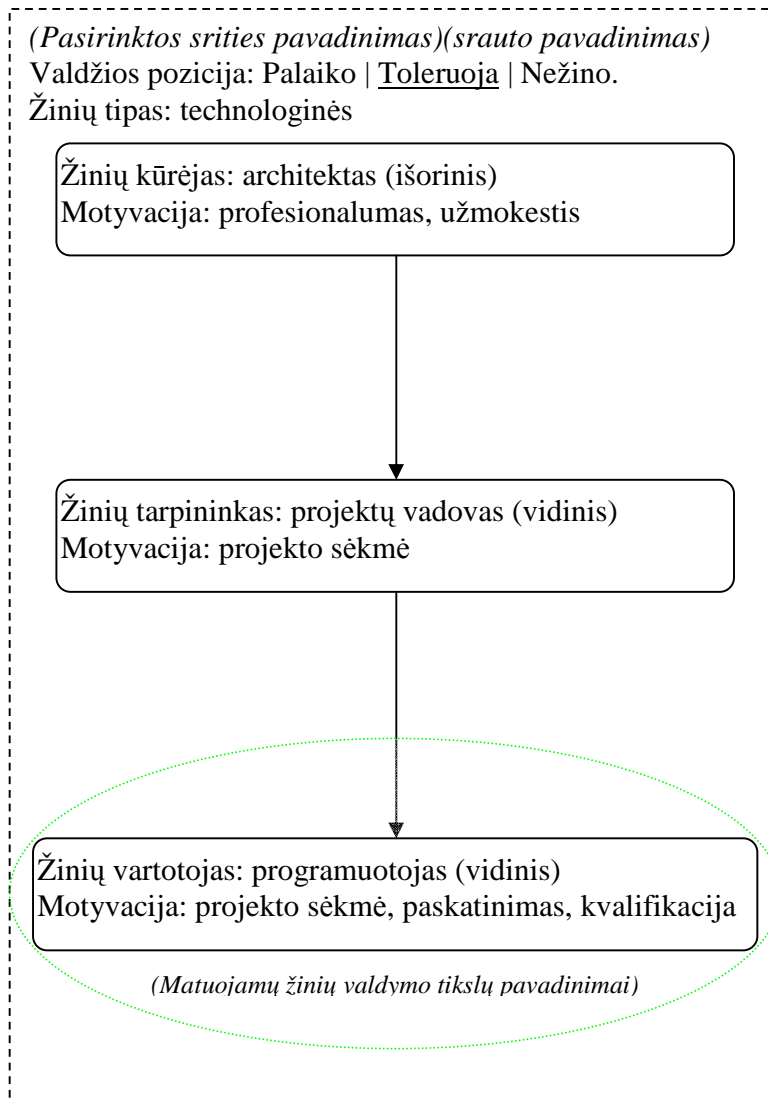 (Pasirinktos srities pavadinimas)(srauto pavadinimas)
Valdžios pozicija: Palaiko | Toleruoja | Nežino.
Žinių tipas: technologinės
Žinių kūrėjas: architektas (išorinis)
Motyvacija: profesionalumas, užmokestis
Žinių tarpininkas: projektų vadovas (vidinis)
Motyvacija: projekto sėkmė
Žinių vartotojas: programuotojas (vidinis)
Motyvacija: projekto sėkmė, paskatinimas, kvalifikacija
(Matuojamų žinių valdymo tikslų pavadinimai)